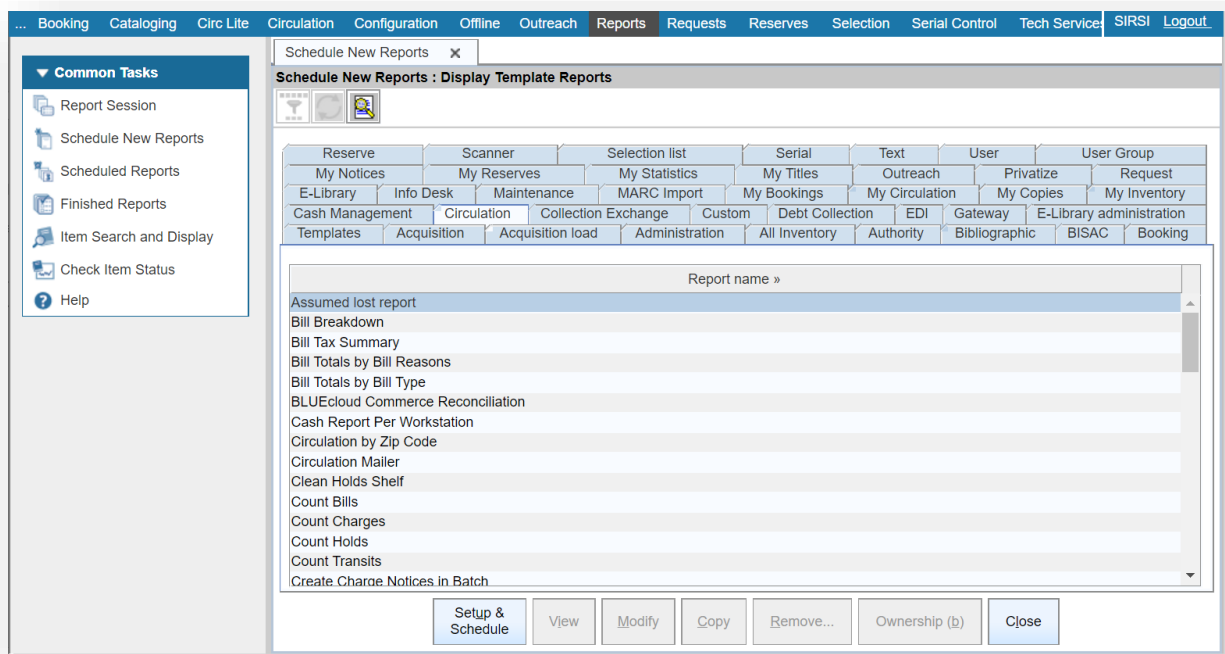 ... Booking Cataloging Circ Lite Circulation Configuration Offline Outreach Reports Requests Reserves Selection Serial Control Tech Services SIRSI Logout
Common Tasks
Report Session
Schedule New Reports
Scheduled Reports
Finished Reports
Item Search and Display
Check Item Status
Help
Schedule New Reports x
Schedule New Reports : Display Template Reports
Reserve Scanner Selection list Serial Text User User Group
My Notices My Reserves My Statistics My Titles Outreach Privatize Request
E-Library Info Desk Maintenance MARC Import My Bookings My Circulation My Copies My Inventory
Cash Management Circulation Collection Exchange Custom Debt Collection EDI Gateway E-Library administration
Templates Acquisition Acquisition load Administration All Inventory Authority Bibliographic BISAC Booking
Report name »
Assumed lost report
Bill Breakdown
Bill Tax Summary
Bill Totals by Bill Reasons
Bill Totals by Bill Type
BLUEcloud Commerce Reconciliation
Cash Report Per Workstation
Circulation by Zip Code
Circulation Mailer
Clean Holds Shelf
Count Bills
Count Charges
Count Holds
Count Transits
Create Charge Notices in Batch
Setup &
Schedule
View Modify Copy Remove... Ownership (b) Close